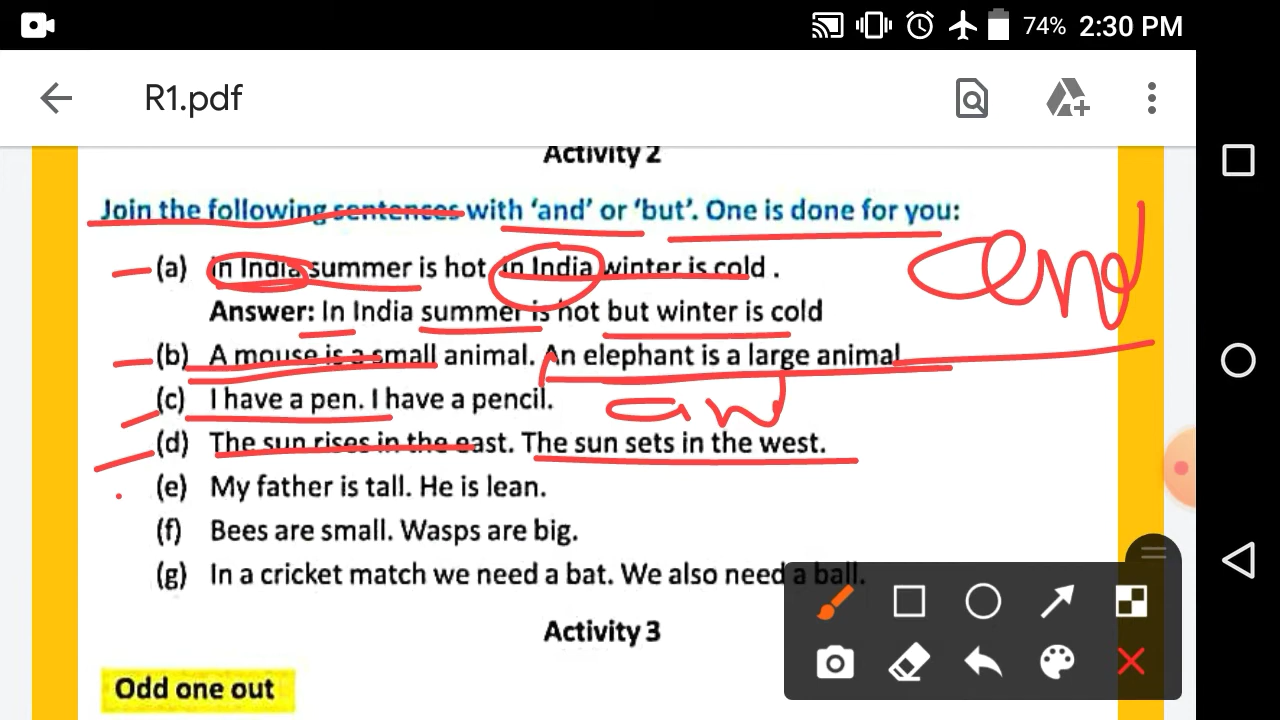 74% 2:30 PM
R1.pdf
Activity 2
Join the following sentences with ‘and’ or ‘but’. One is done for you:
(a) In India summer is hot. In India winter is cold .
and
Answer: In India summer is hot but winter is cold
(b) A mouse is a small animal. An elephant is a large animal
(c) I have a pen. I have a pencil.
and
(d) The sun rises in the east. The sun sets in the west.
(e) My father is tall. He is lean.
(f) Bees are small. Wasps are big.
(g) In a cricket match we need a bat. We also need a ball.
Activity 3
Odd one out